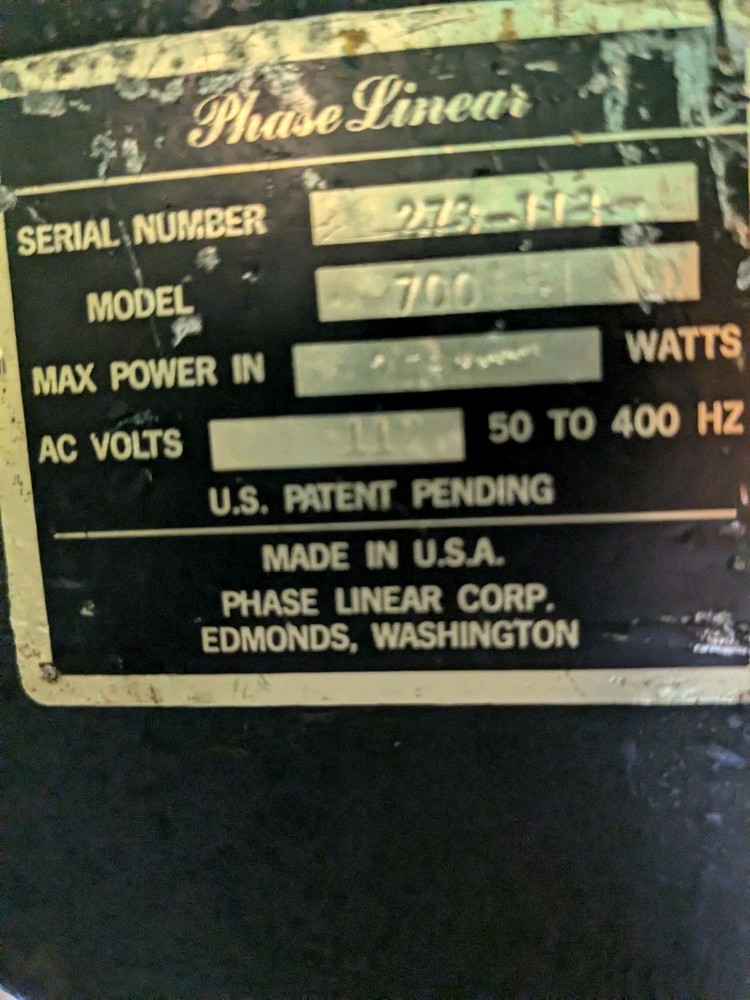 Phase Linear
SERIAL NUMBER
MODEL 700
MAX POWER IN WATTS
AC VOLTS 117 50 TO 400 HZ
U.S. PATENT PENDING
MADE IN U.S.A.
PHASE LINEAR CORP.
EDMONDS, WASHINGTON